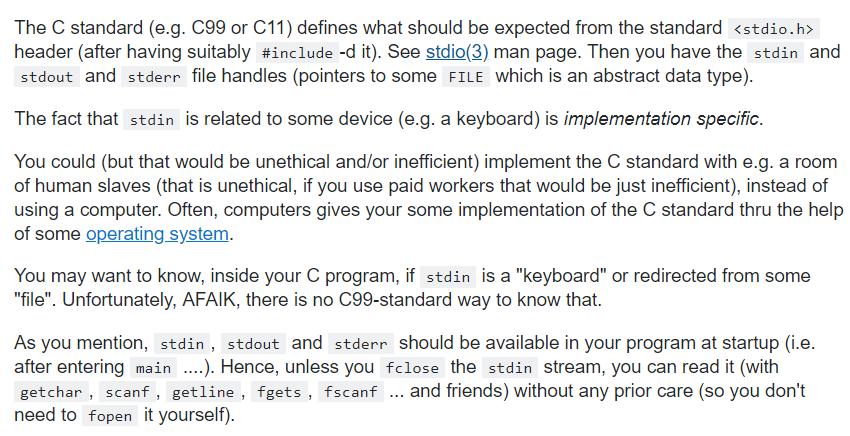 The C standard (e.g. C99 or C11) defines what should be expected from the standard <stdio.h>
header (after having suitably #include -d it). See stdio(3) man page. Then you have the stdin and
stdout and stderr file handles (pointers to some FILE which is an abstract data type).
The fact that stdin is related to some device (e.g. a keyboard) is implementation specific.
You could (but that would be unethical and/or inefficient) implement the C standard with e.g. a room
of human slaves (that is unethical, if you use paid workers that would be just inefficient), instead of
using a computer. Often, computers gives your some implementation of the C standard thru the help
of some operating system.
You may want to know, inside your C program, if stdin is a "keyboard" or redirected from some
"file". Unfortunately, AFAIK, there is no C99-standard way to know that.
As you mention, stdin , stdout and stderr should be available in your program at startup (i.e.
after entering main ....). Hence, unless you fclose the stdin stream, you can read it (with
getchar , scanf , getline , fgets , fscanf ... and friends) without any prior care (so you don't
need to fopen it yourself).